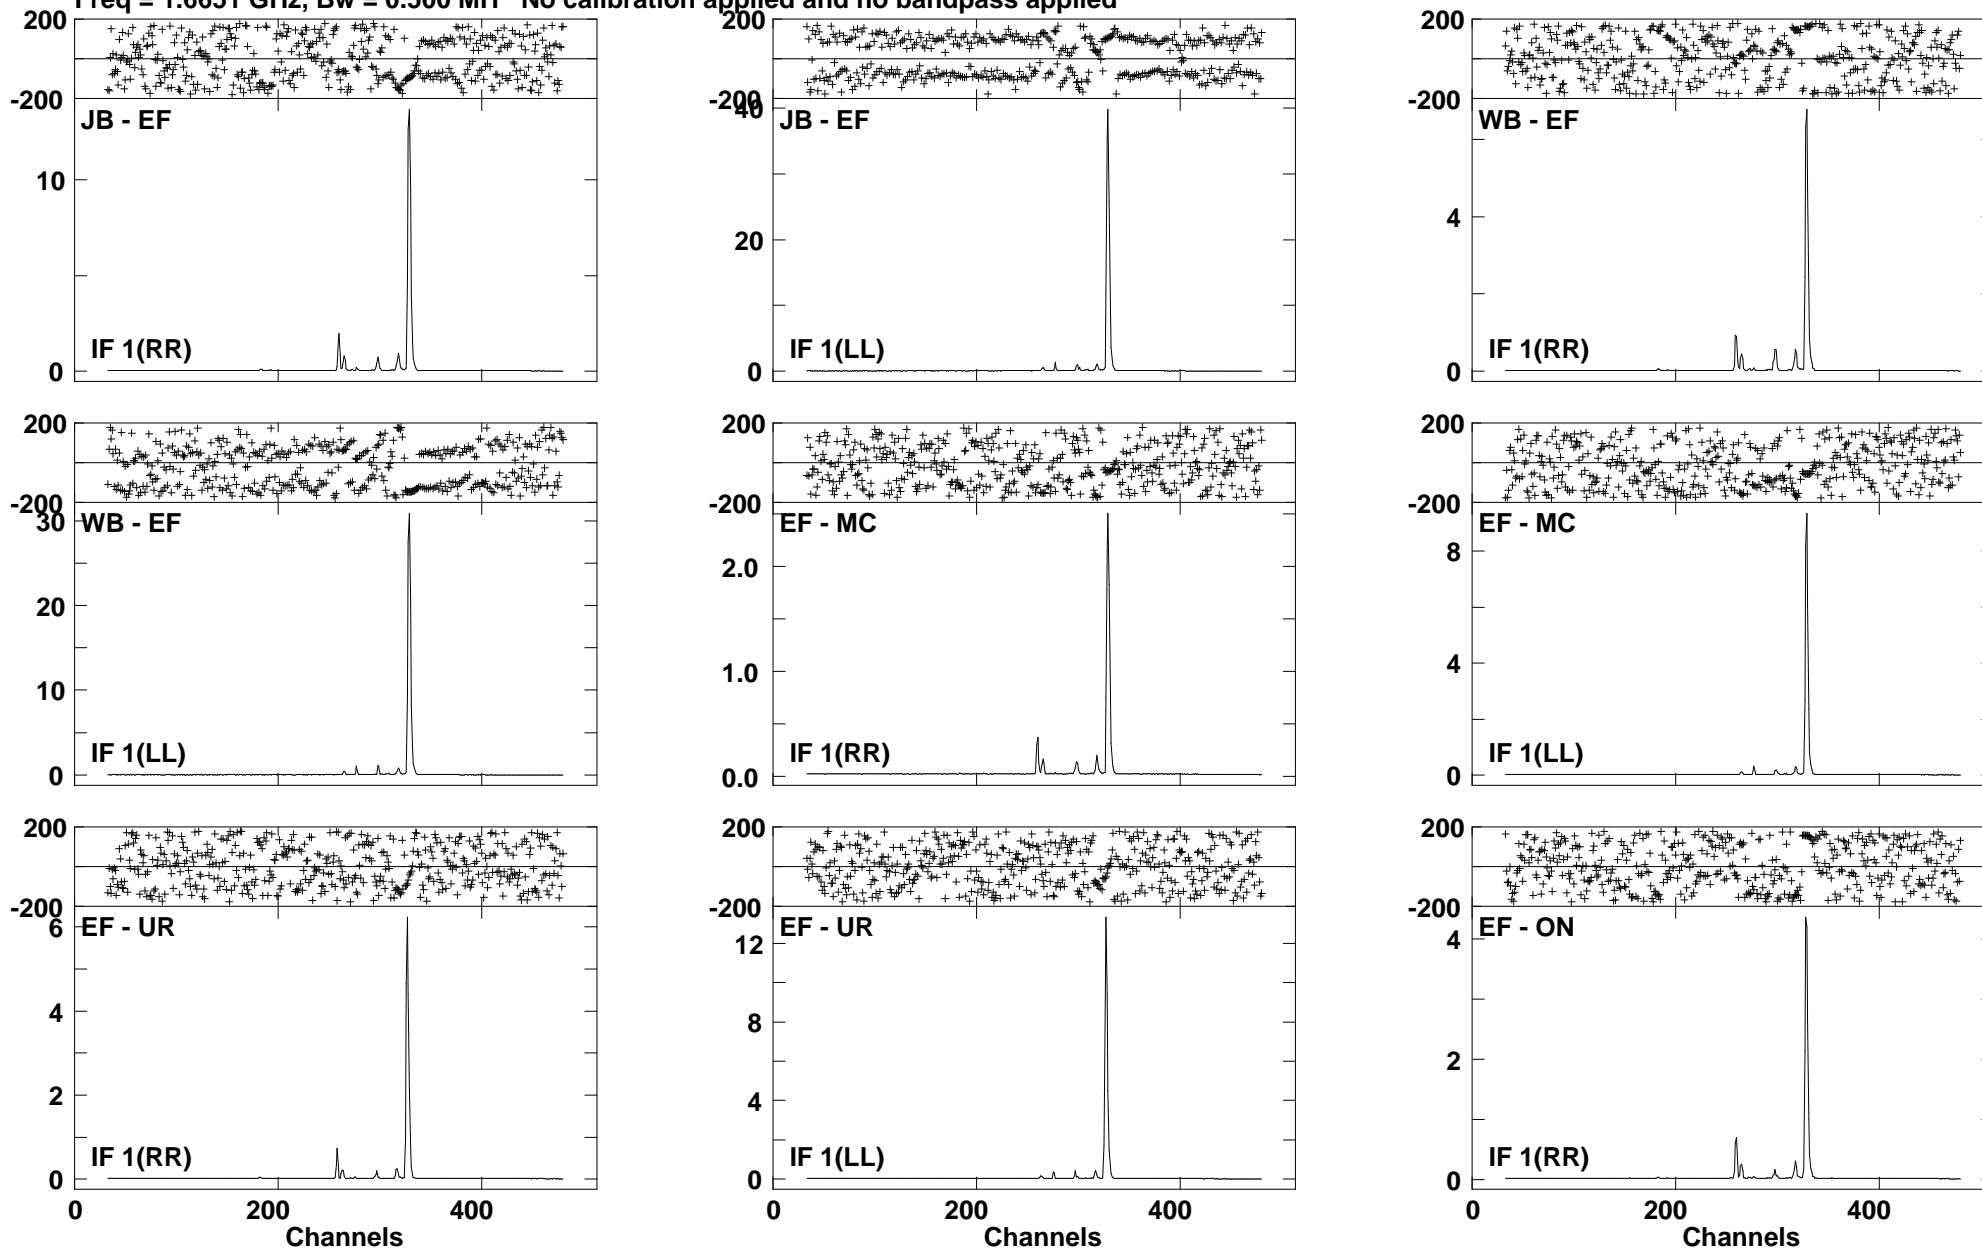 Freq = 1.6651 GHz, Bw = 0.500 MH No calibration applied and no bandpass applied
200 200 200
-200 -200 -200
JB - EF 40 JB - EF WB - EF
10 20 4
IF 1(RR) IF 1(LL) IF 1(RR)
0 0 0
200 200 200
-200 -200 -200
30 WB - EF EF - MC EF - MC
20 2.0 8
10 1.0 4
IF 1(LL) IF 1(RR) IF 1(LL)
0 0.0 0
200 200 200
-200 -200 -200
6 EF - UR EF - UR EF - ON
4 12 4
2 8 2
4
IF 1(RR) IF 1(LL) IF 1(RR)
0 0 0
0 200 400 0 200 400 0 200 400
Channels Channels Channels